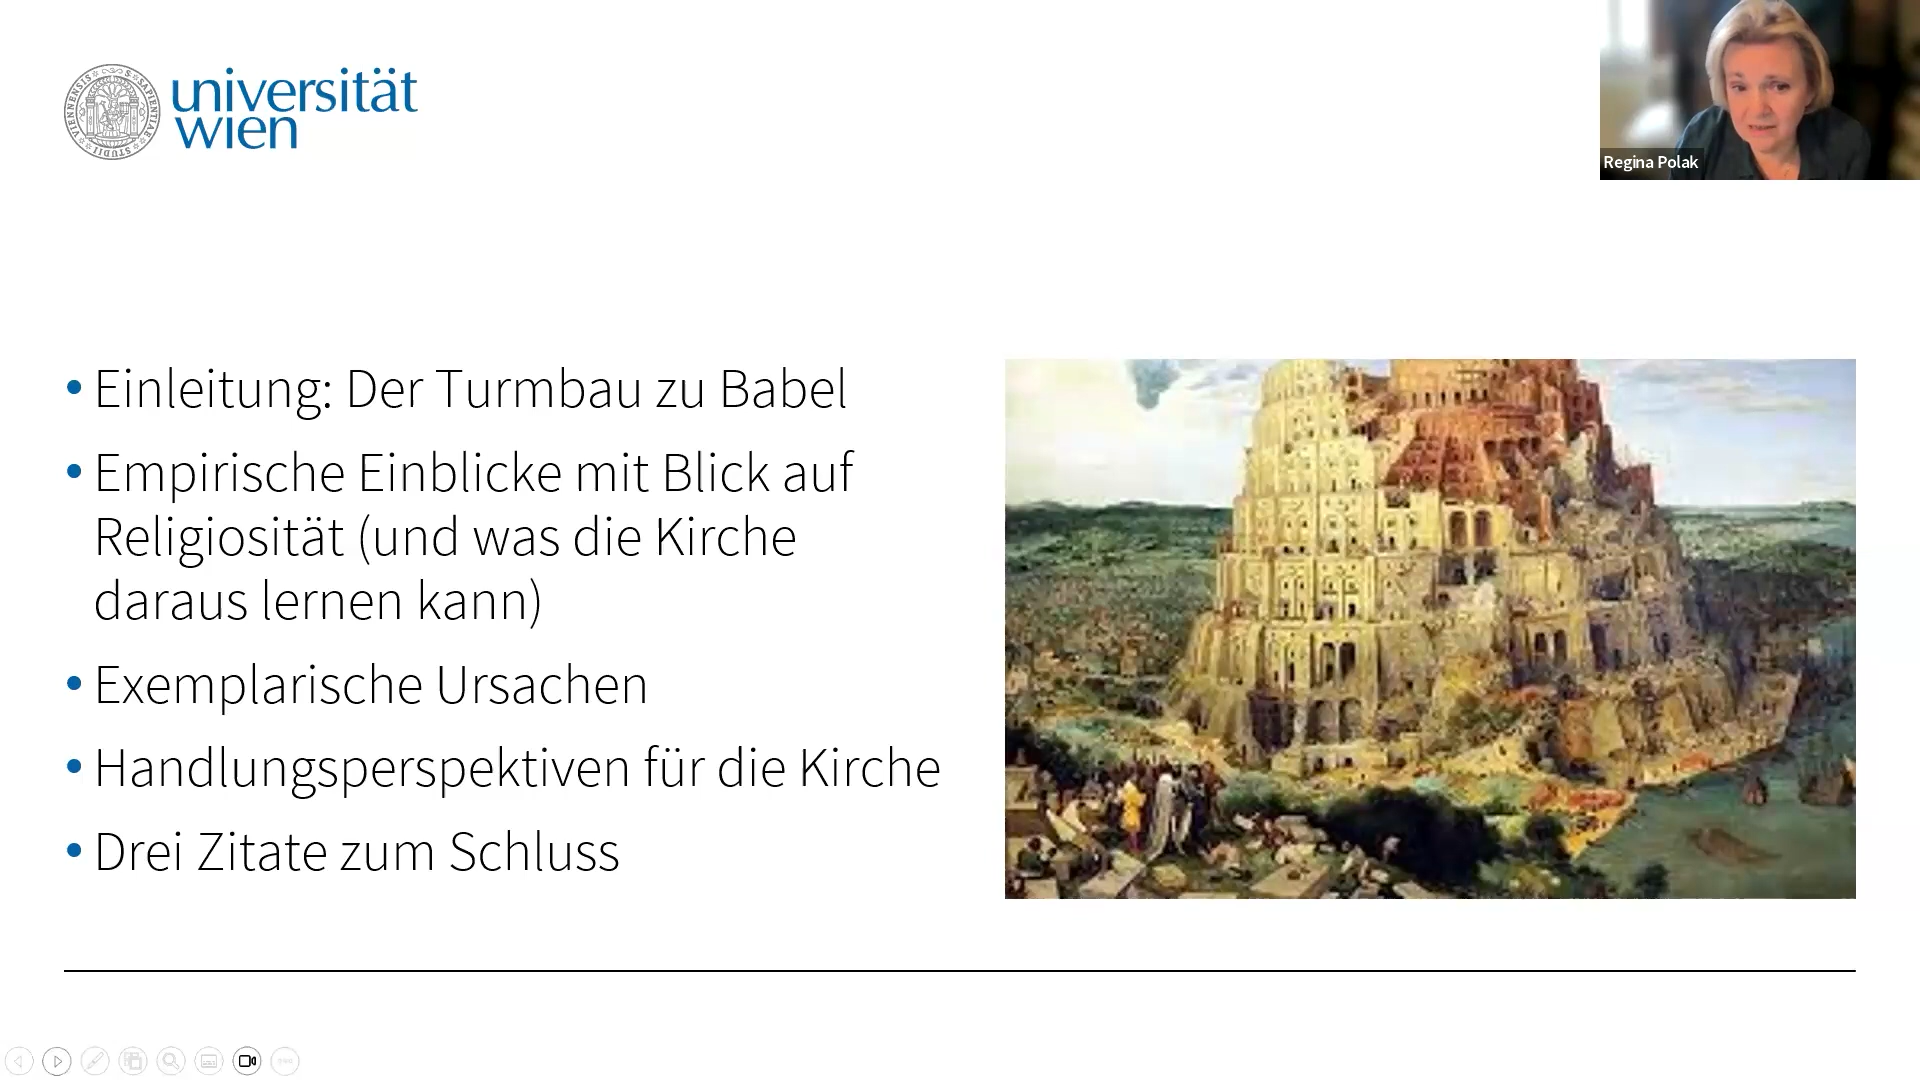 universität
wien
Regina Polak
• Einleitung: Der Turmbau zu Babel
• Empirische Einblicke mit Blick auf
Religiosität (und was die Kirche
daraus lernen kann)
• Exemplarische Ursachen
• Handlungsperspektiven für die Kirche
• Drei Zitate zum Schluss